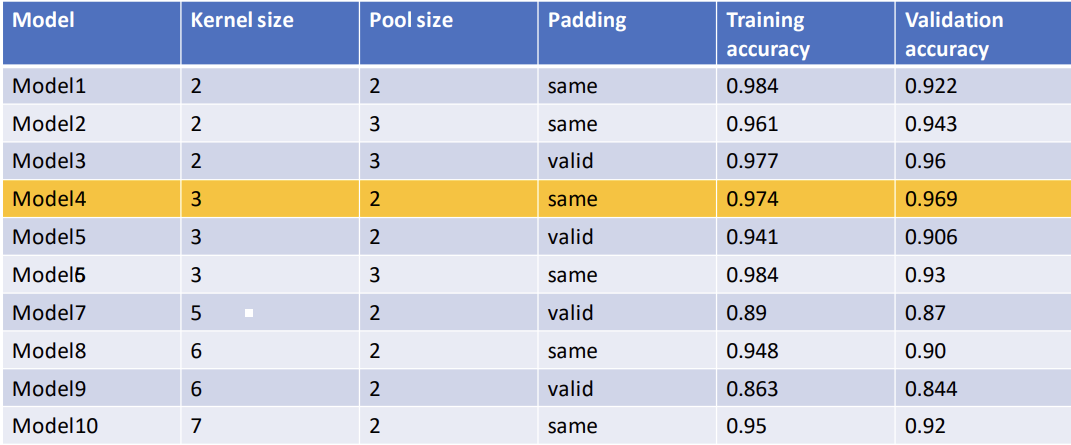 Model Kernel size Pool size Padding Training accuracy Validation accuracy
Model1 2 2 same 0.984 0.922
Model2 2 3 same 0.961 0.943
Model3 2 3 valid 0.977 0.96
Model4 3 2 same 0.974 0.969
Model5 3 2 valid 0.941 0.906
Model6 3 3 same 0.984 0.93
Model7 5 2 valid 0.89 0.87
Model8 6 2 same 0.948 0.90
Model9 6 2 valid 0.863 0.844
Model10 7 2 same 0.95 0.92